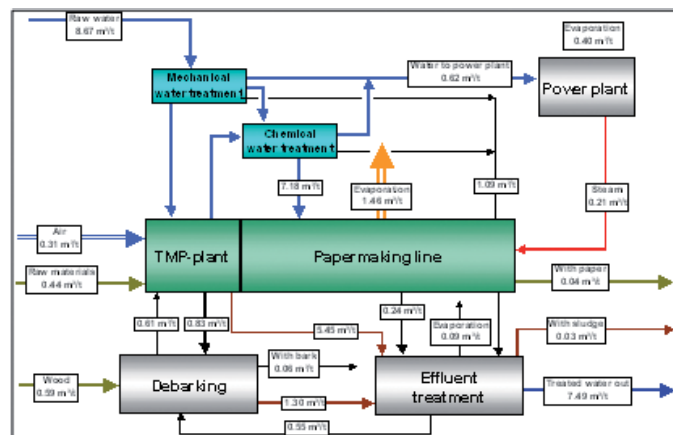 Raw water
8.67 m³/t
Evaporation
0.40 m³/t
Mechanical
water treatment
Water to power plant
0.62 m³/t
Power plant
Chemical
water treatment
7.18 m³/t
Evaporation
1.46 m³/t
1.09 m³/t
Steam
0.21 m³/t
Air
0.31 m³/t
TMP-plant
Papermaking line
Raw materials
0.44 m³/t
With paper
0.04 m³/t
0.61 m³/t
0.83 m³/t
5.45 m³/t
0.24 m³/t
Evaporation
0.09 m³/t
With sludge
0.03 m³/t
With bark
0.06 m³/t
Wood
0.59 m³/t
Debarking
Effluent
treatment
Treated water out
7.49 m³/t
1.30 m³/t
0.55 m³/t